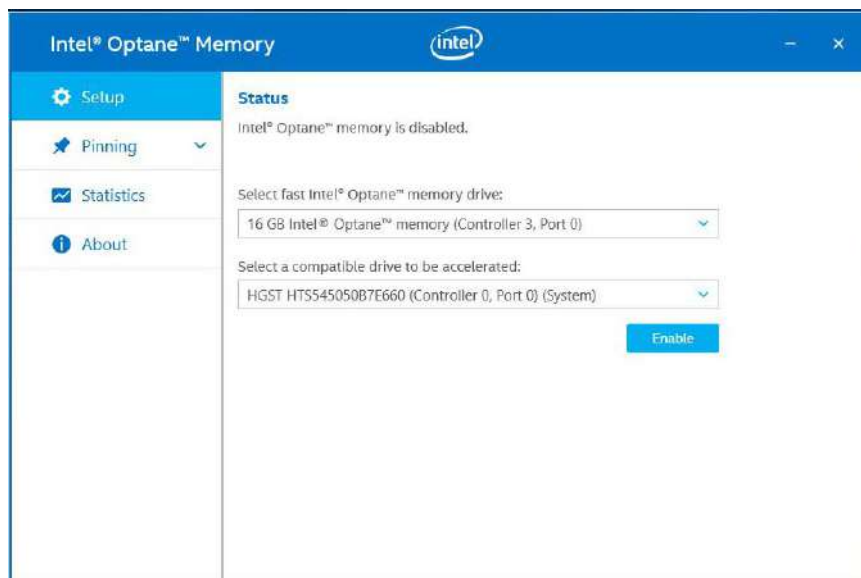 Intel® Optane™ Memory
intel
Setup
Pinning
Statistics
About
Status
Intel® Optane™ memory is disabled.
Select fast Intel® Optane™ memory drive:
16 GB Intel® Optane™ memory (Controller 3, Port 0)
Select a compatible drive to be accelerated:
HGST HTS545050B7E660 (Controller 0, Port 0) (System)
Enable